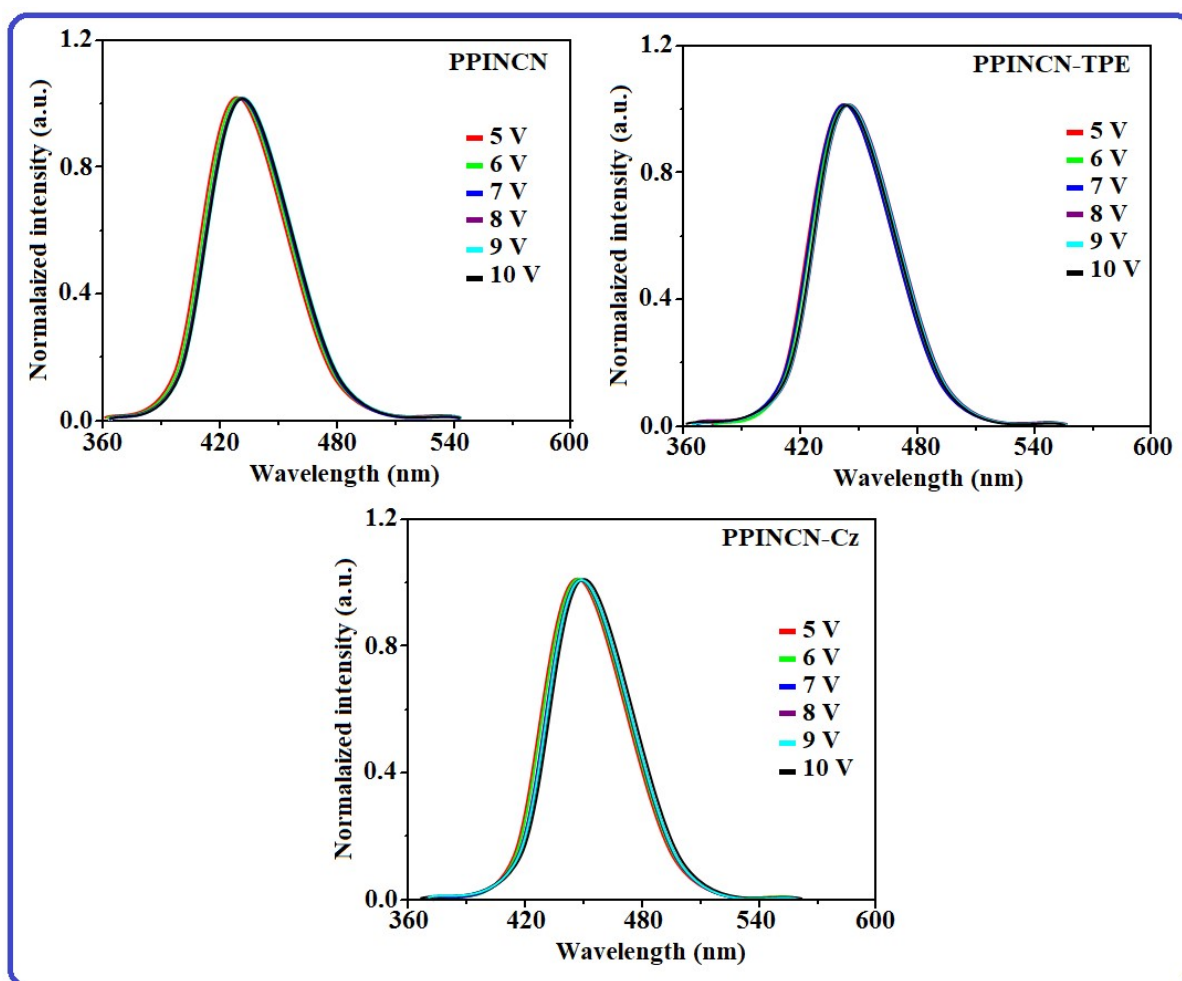 1.2
PPINCN
Normalaized intensity (a.u.)
5 V
6 V
0.8
7 V
8 V
9 V
10 V
0.4
0.0
360 420 480 540 600
Wavelength (nm)
1.2
PPINCN-TPE
Normalaized intensity (a.u.)
5 V
6 V
0.8
7 V
8 V
9 V
10 V
0.4
0.0
360 420 480 540 600
Wavelength (nm)
1.2
PPINCN-Cz
Normalaized intensity (a.u.)
5 V
0.8
6 V
7 V
8 V
9 V
0.4
10 V
0.0
360 420 480 540 600
Wavelength (nm)